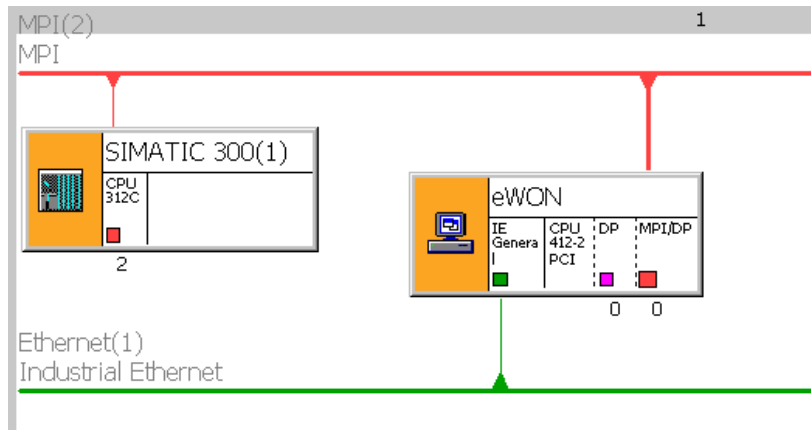 MPI(2)
1
MPI
SIMATIC 300(1)
CPU
312C
2
eWON
IE
Genera
l
CPU
412-2
PCI
DP
MPI/DP
0
0
Ethernet(1)
Industrial Ethernet